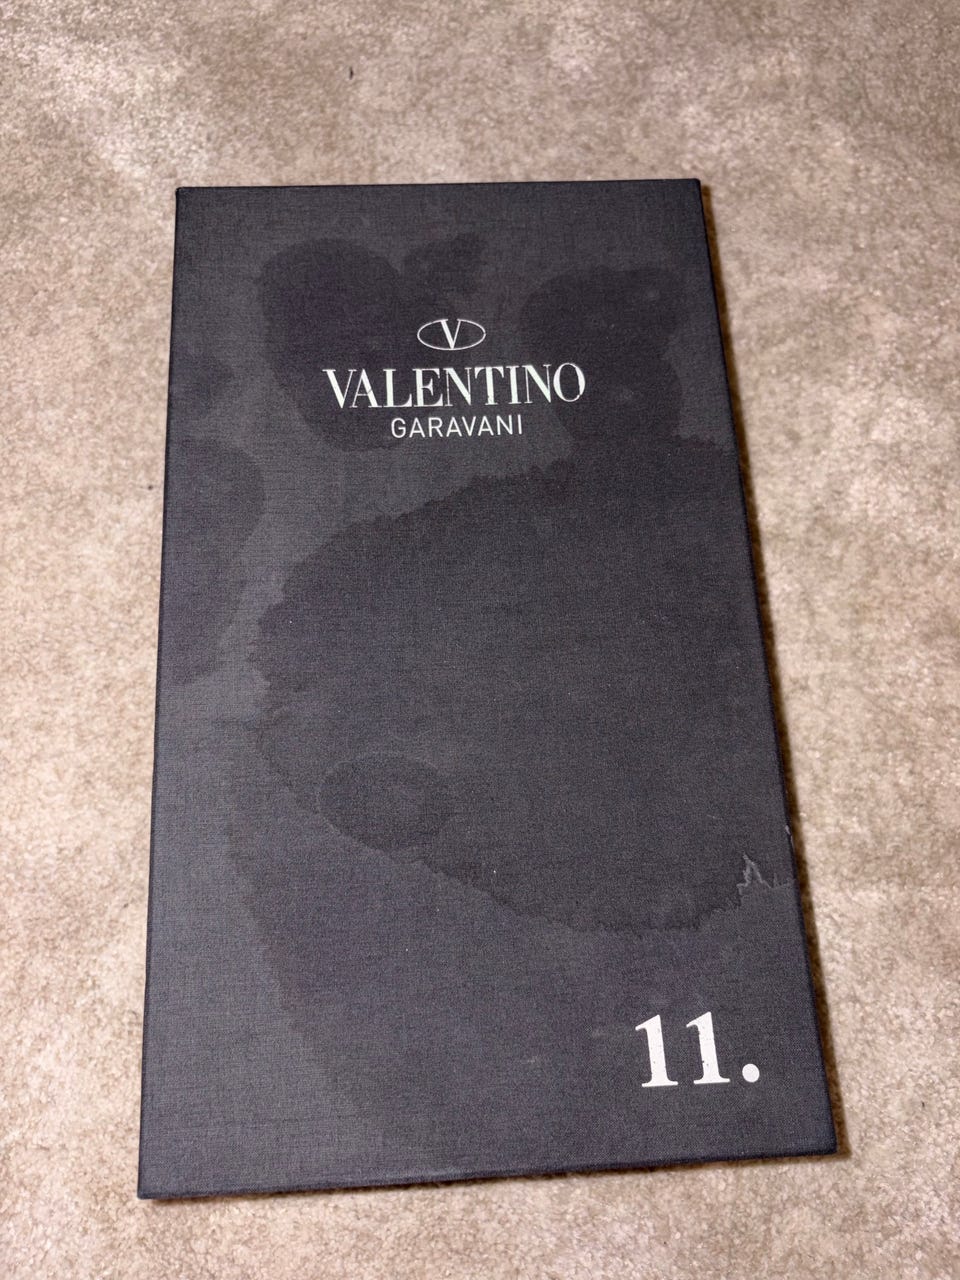 V
VALENTINO
GARAVANI
11.